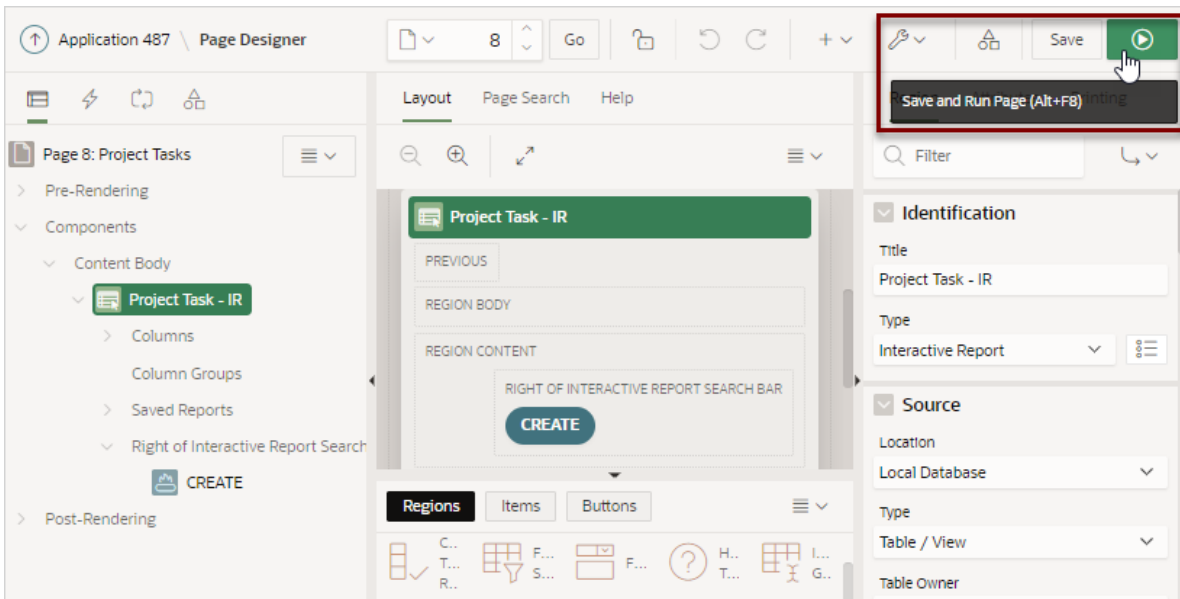 Application 487 \ Page Designer
8
Go
Save
Save and Run Page (Alt+F8)
Page 8: Project Tasks
Pre-Rendering
Components
Content Body
Project Task - IR
Columns
Column Groups
Saved Reports
Right of Interactive Report Search
CREATE
Post-Rendering
Layout
Page Search
Help
Project Task - IR
PREVIOUS
REGION BODY
REGION CONTENT
RIGHT OF INTERACTIVE REPORT SEARCH BAR
CREATE
Regions
Items
Buttons
C..
T...
R..
F...
S...
F...
H..
T...
I...
G..
Filter
Identification
Title
Project Task - IR
Type
Interactive Report
Source
Location
Local Database
Type
Table / View
Table Owner